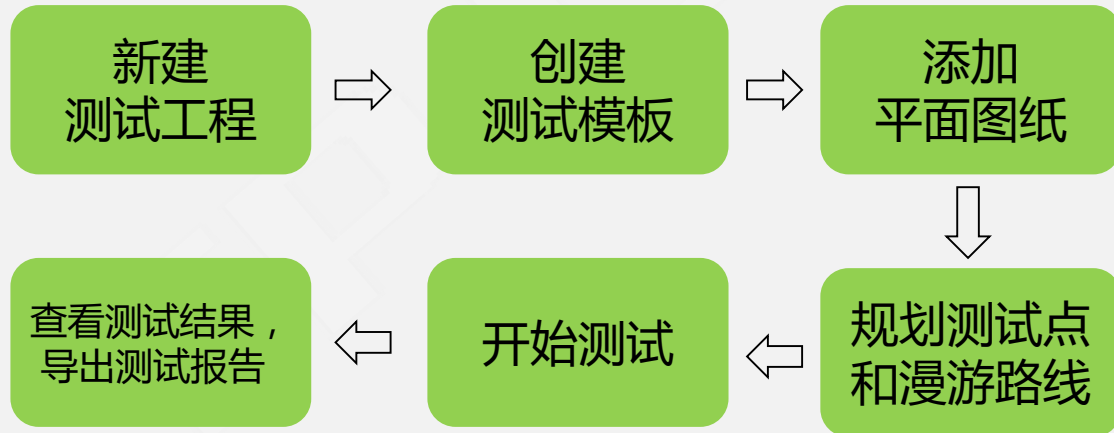 新建
测试工程
创建
测试模板
添加
平面图纸
规划测试点
和漫游路线
开始测试
查看测试结果，
导出测试报告